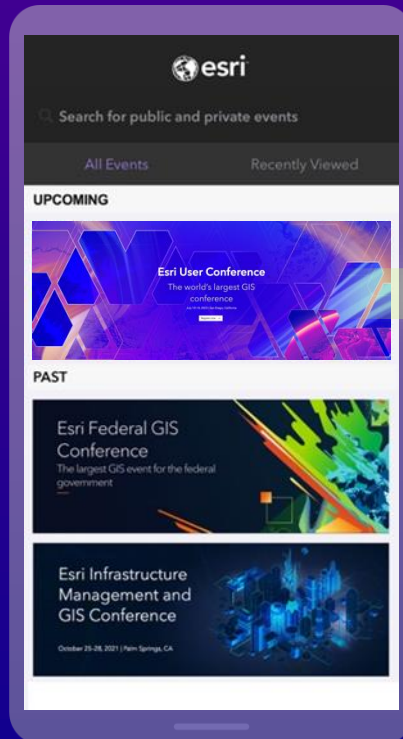 esri
Search for public and private events
All Events
Recently Viewed
UPCOMING
Esri User Conference
The world's largest GIS
conference
PAST
Esri Federal GIS
Conference
The largest GIS event for the federal
government
Esri Infrastructure
Management and
GIS Conference
October 25-28, 2021 | Palm Springs, CA